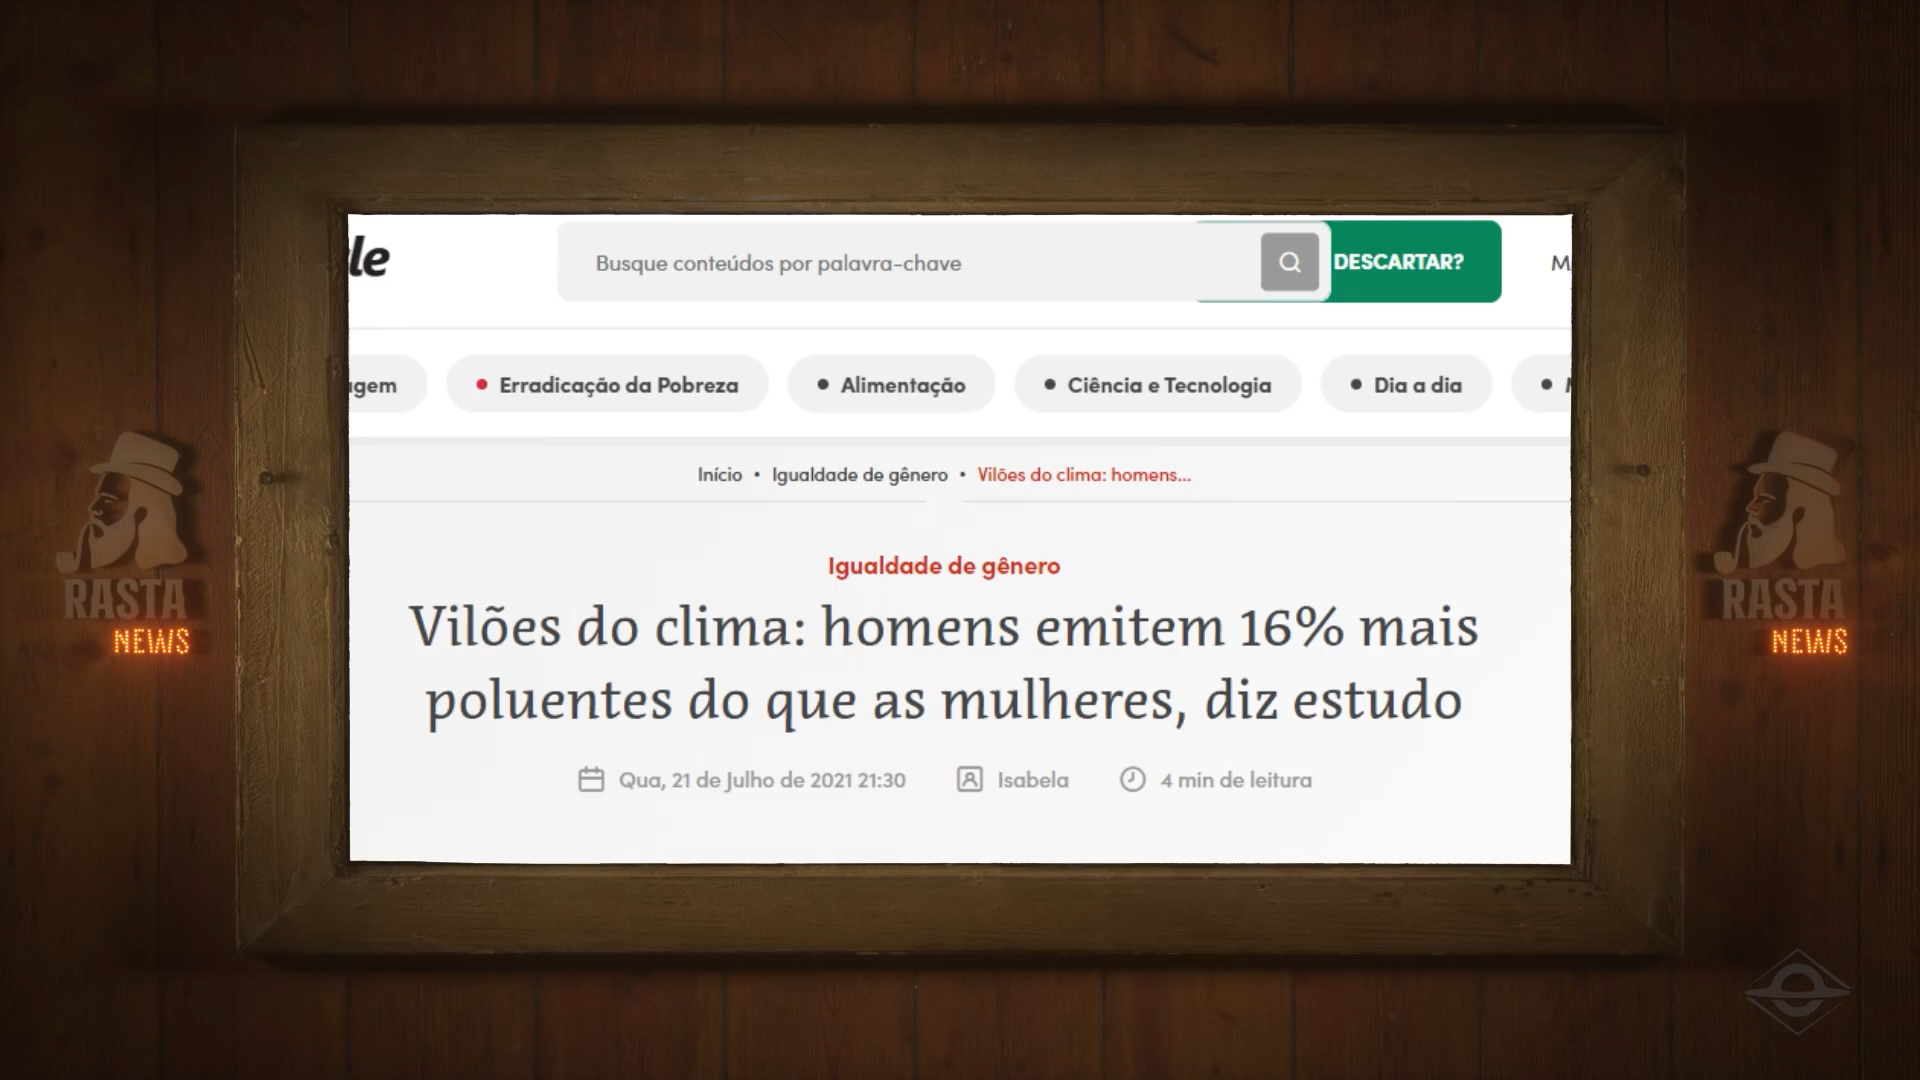 le
Busque conteúdos por palavra-chave
DESCARTAR?
M
agem
Erradicação da Pobreza
Alimentação
Ciência e Tecnologia
Dia a dia
Início • Igualdade de gênero • Vilões do clima: homens...
Igualdade de gênero
Vilões do clima: homens emitem 16% mais
poluentes do que as mulheres, diz estudo
Qua, 21 de Julho de 2021 21:30
Isabela
4 min de leitura
RASTA
NEWS
RASTA
NEWS